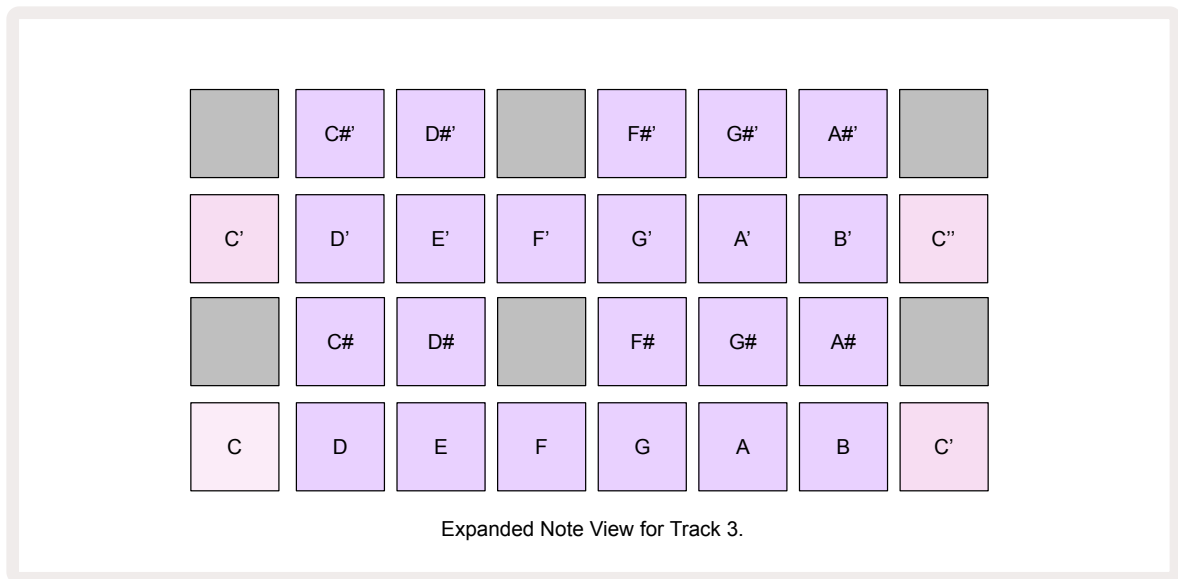 C#’ D#’ F#’ G#’ A#’
C’ D’ E’ F’ G’ A’ B’ C’’
C# D# F# G# A#
C D E F G A B C’
Expanded Note View for Track 3.